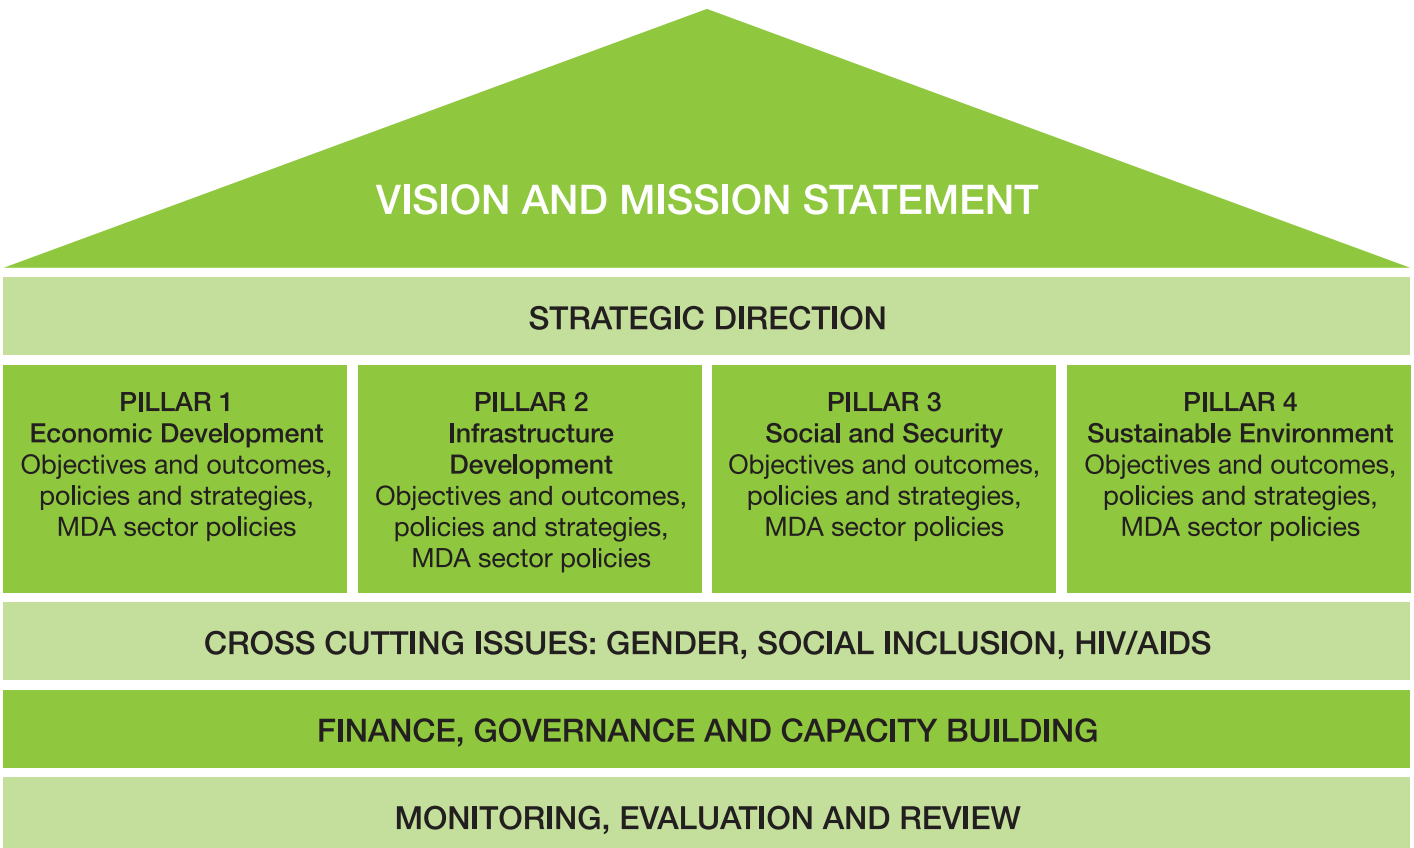 VISION AND MISSION STATEMENT
STRATEGIC DIRECTION
PILLAR 1
Economic Development
Objectives and outcomes,
policies and strategies,
MDA sector policies
PILLAR 2
Infrastructure
Development
Objectives and outcomes,
policies and strategies,
MDA sector policies
PILLAR 3
Social and Security
Objectives and outcomes,
policies and strategies,
MDA sector policies
PILLAR 4
Sustainable Environment
Objectives and outcomes,
policies and strategies,
MDA sector policies
CROSS CUTTING ISSUES: GENDER, SOCIAL INCLUSION, HIV/AIDS
FINANCE, GOVERNANCE AND CAPACITY BUILDING
MONITORING, EVALUATION AND REVIEW